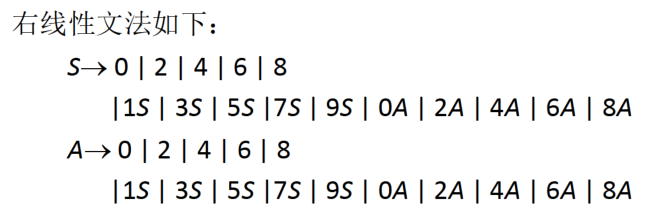 右线性文法如下：
S→ 0 | 2 | 4 | 6 | 8
|1S | 3S | 5S |7S | 9S | 0A | 2A | 4A | 6A | 8A
A→ 0 | 2 | 4 | 6 | 8
|1S | 3S | 5S |7S | 9S | 0A | 2A | 4A | 6A | 8A